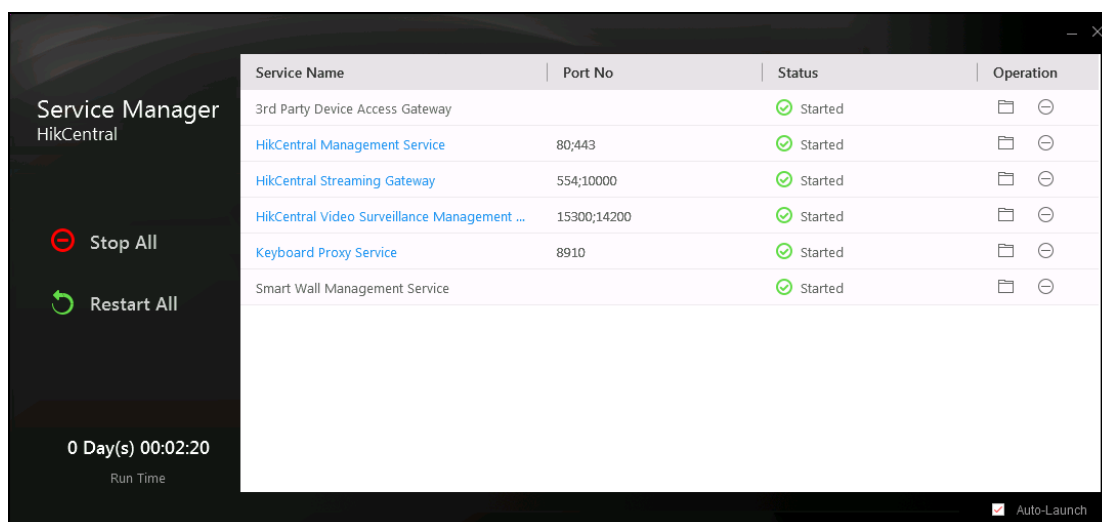 Service Name Port No Status Operation
Service Manager
HikCentral
3rd Party Device Access Gateway Started
HikCentral Management Service 80;443 Started
HikCentral Streaming Gateway 554;10000 Started
HikCentral Video Surveillance Management ... 15300;14200 Started
Keyboard Proxy Service 8910 Started
Smart Wall Management Service Started
Stop All
Restart All
0 Day(s) 00:02:20
Run Time
Auto-Launch